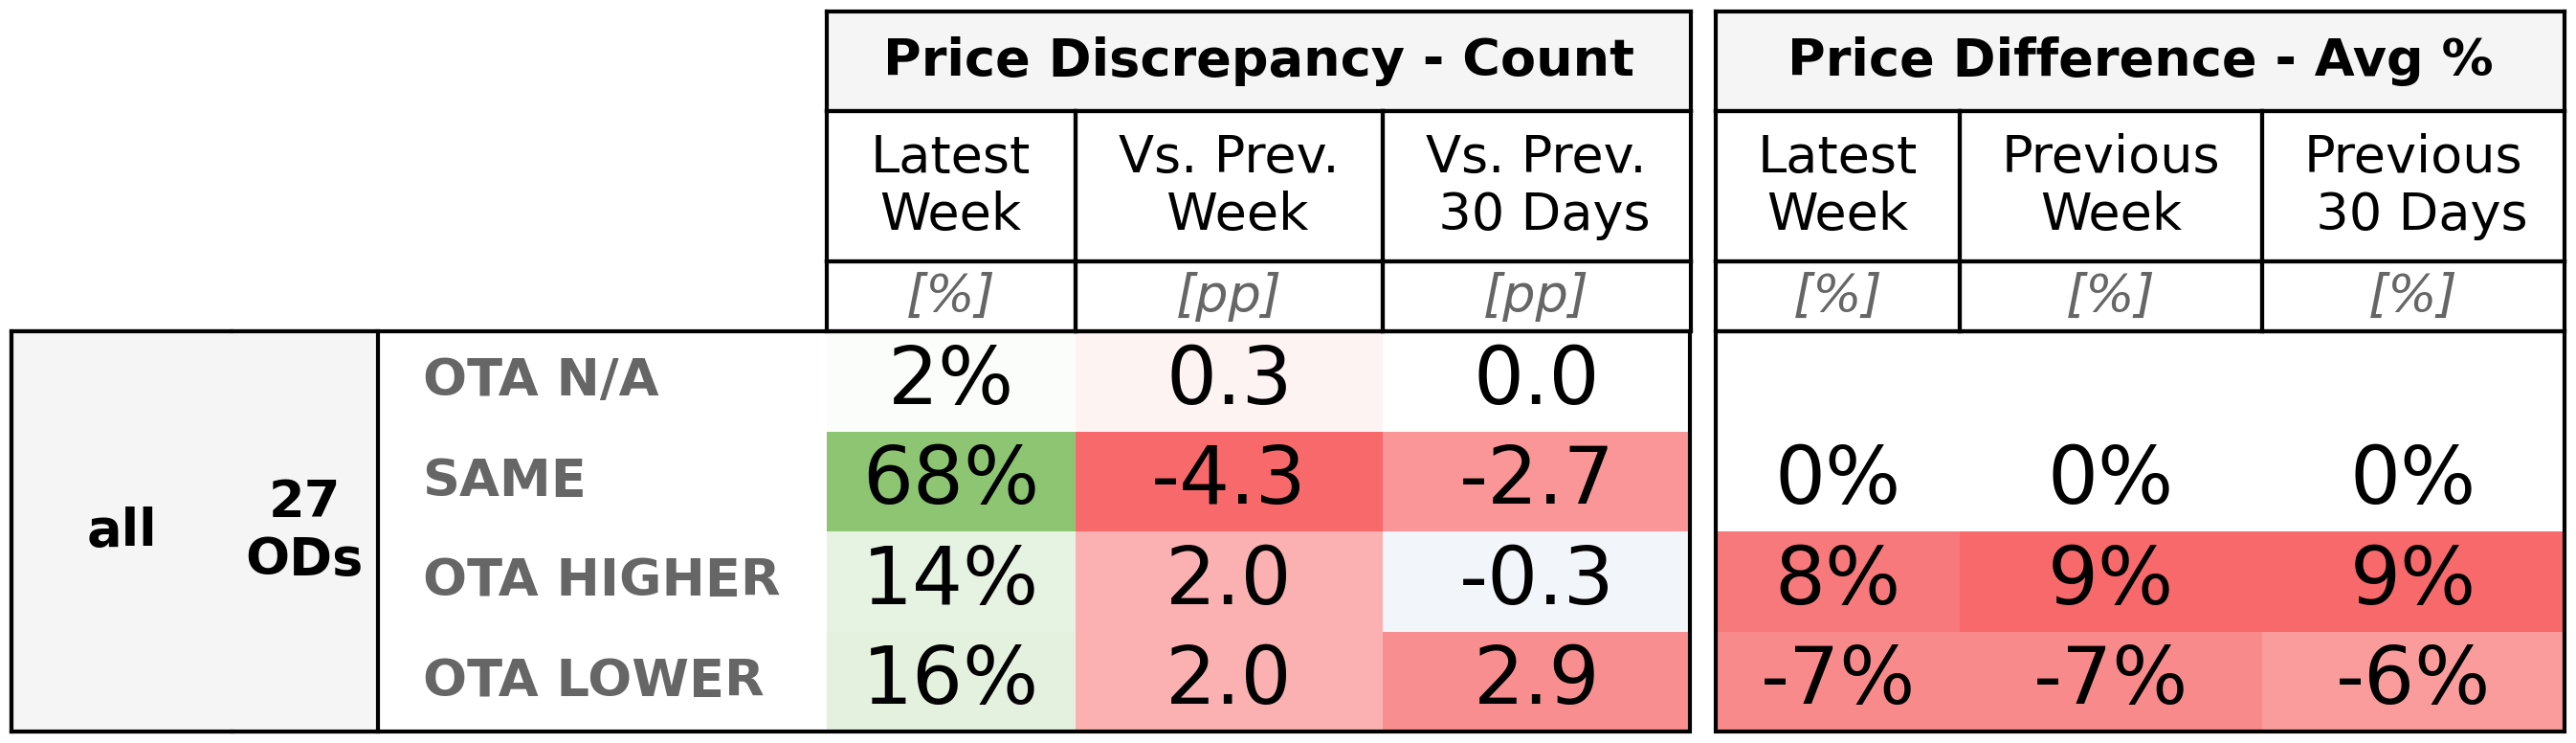 Price Discrepancy - Count Price Difference - Avg %
Latest Week Vs. Prev. Week Vs. Prev. 30 Days Latest Week Previous Week Previous 30 Days
[%] [pp] [pp] [%] [%] [%]
all 27 ODs
OTA N/A 2% 0.3 0.0
SAME 68% -4.3 -2.7 0% 0% 0%
OTA HIGHER 14% 2.0 -0.3 8% 9% 9%
OTA LOWER 16% 2.0 2.9 -7% -7% -6%